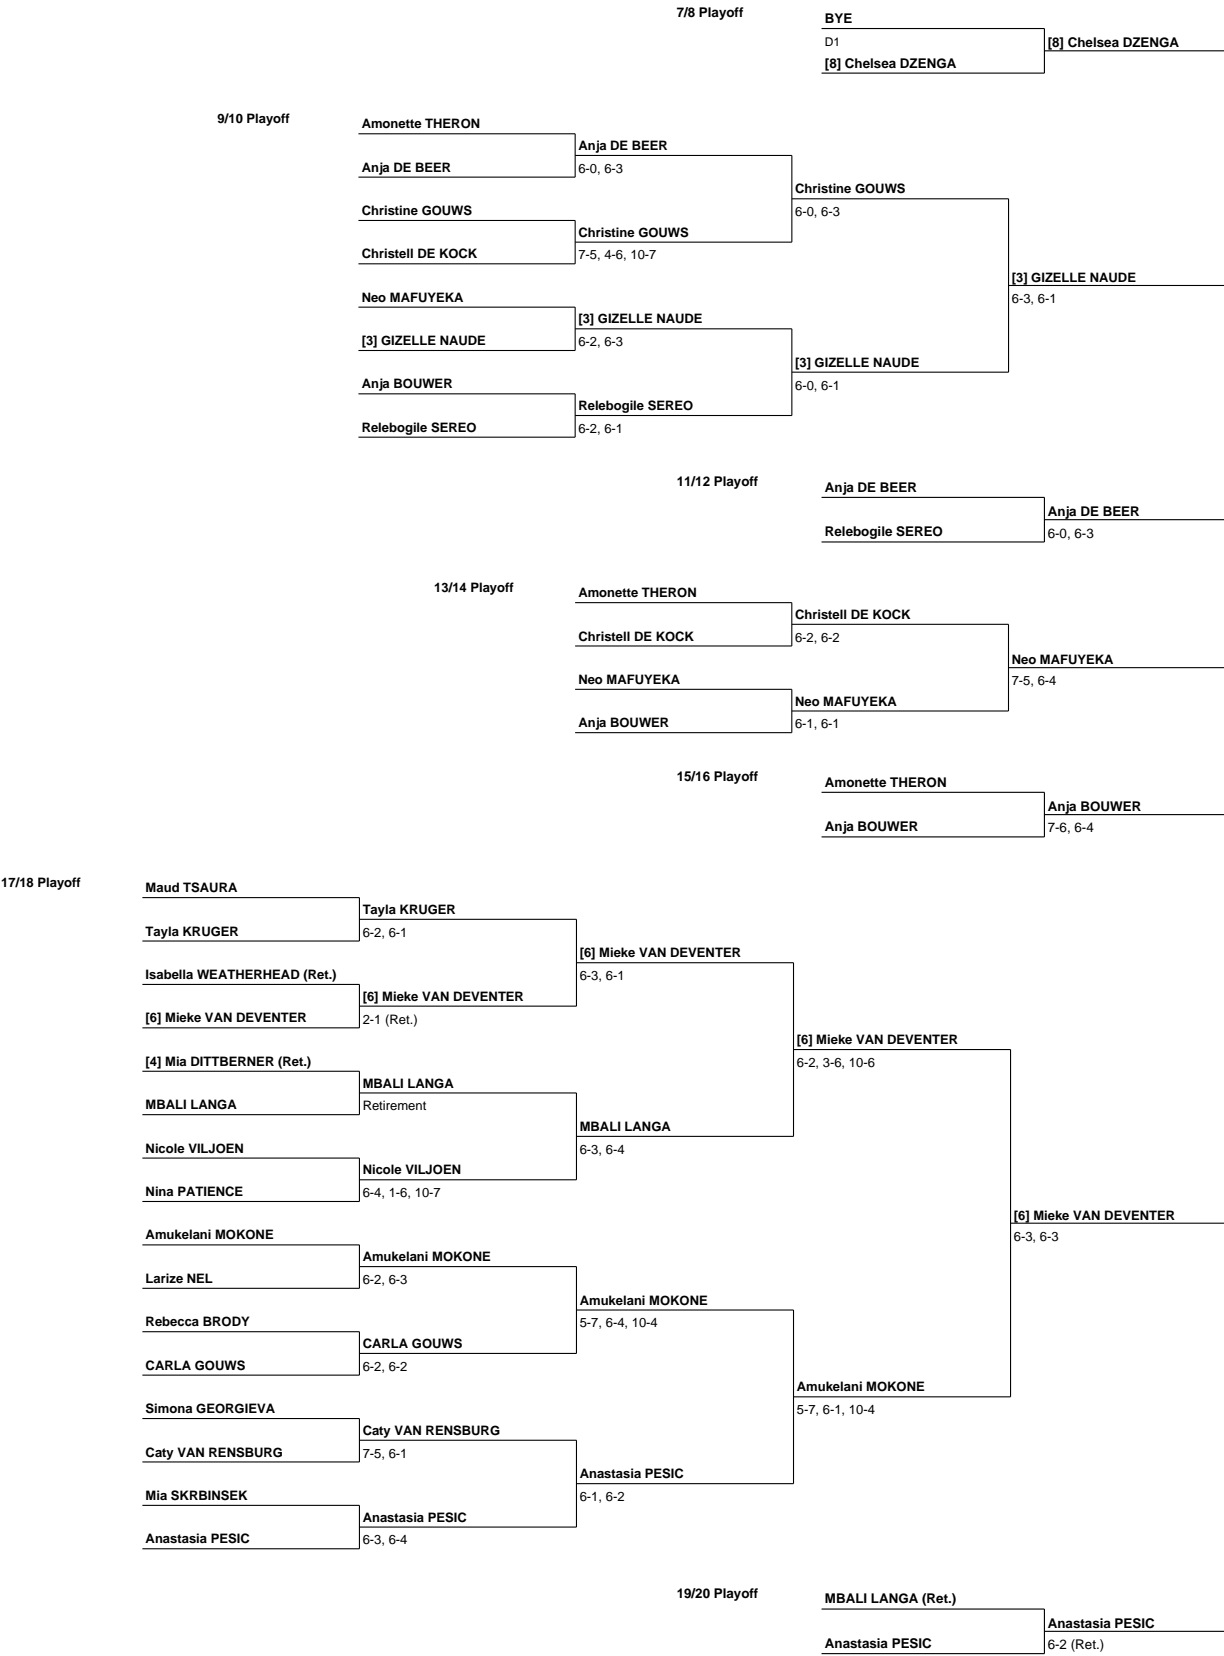 7/8 Playoff
BYE
D1
[8] Chelsea DZENGA
[8] Chelsea DZENGA
9/10 Playoff
Amonette THERON
Anja DE BEER
Anja DE BEER
6-0, 6-3
Christine GOUWS
6-0, 6-3
Christine GOUWS
Christine GOUWS
Christell DE KOCK
7-5, 4-6, 10-7
[3] GIZELLE NAUDE
6-3, 6-1
Neo MAFUYEKA
[3] GIZELLE NAUDE
[3] GIZELLE NAUDE
6-2, 6-3
[3] GIZELLE NAUDE
6-0, 6-1
Anja BOUWER
Relebogile SEREO
Relebogile SEREO
6-2, 6-1
11/12 Playoff
Anja DE BEER
Anja DE BEER
Relebogile SEREO
6-0, 6-3
13/14 Playoff
Amonette THERON
Christell DE KOCK
Christell DE KOCK
6-2, 6-2
Neo MAFUYEKA
7-5, 6-4
Neo MAFUYEKA
Neo MAFUYEKA
Anja BOUWER
6-1, 6-1
15/16 Playoff
Amonette THERON
Anja BOUWER
Anja BOUWER
7-6, 6-4
17/18 Playoff
Maud TSAURA
Tayla KRUGER
Tayla KRUGER
6-2, 6-1
[6] Mieke VAN DEVENTER
6-3, 6-1
Isabella WEATHERHEAD (Ret.)
[6] Mieke VAN DEVENTER
[6] Mieke VAN DEVENTER
2-1 (Ret.)
[6] Mieke VAN DEVENTER
6-2, 3-6, 10-6
[4] Mia DITTBERNER (Ret.)
MBALI LANGA
MBALI LANGA
Retirement
MBALI LANGA
6-3, 6-4
Nicole VILJOEN
Nicole VILJOEN
Nina PATIENCE
6-4, 1-6, 10-7
[6] Mieke VAN DEVENTER
6-3, 6-3
Amukelani MOKONE
Amukelani MOKONE
Larize NEL
6-2, 6-3
Amukelani MOKONE
5-7, 6-4, 10-4
Rebecca BRODY
CARLA GOUWS
CARLA GOUWS
6-2, 6-2
Amukelani MOKONE
5-7, 6-1, 10-4
Simona GEORGIEVA
Caty VAN RENSBURG
Caty VAN RENSBURG
7-5, 6-1
Anastasia PESIC
6-1, 6-2
Mia SKRBINSEK
Anastasia PESIC
Anastasia PESIC
6-3, 6-4
19/20 Playoff
MBALI LANGA (Ret.)
Anastasia PESIC
Anastasia PESIC
6-2 (Ret.)